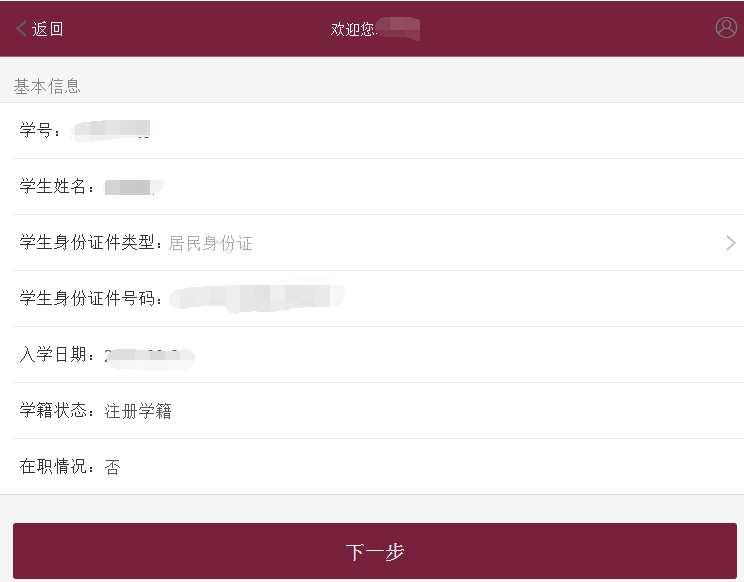 返回
欢迎您
基本信息
学号：
学生姓名：
学生身份证件类型：居民身份证
学生身份证件号码：
入学日期：
学籍状态：注册学籍
在职情况：否
下一步